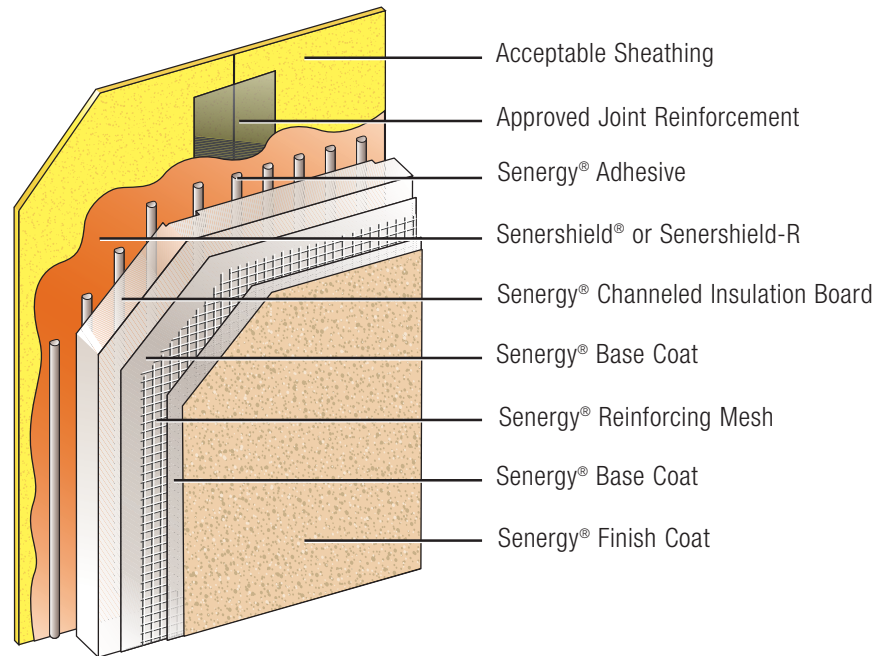 Acceptable Sheathing
Approved Joint Reinforcement
Senergy® Adhesive
Senershield® or Senershield-R
Senergy® Channeled Insulation Board
Senergy® Base Coat
Senergy® Reinforcing Mesh
Senergy® Base Coat
Senergy® Finish Coat